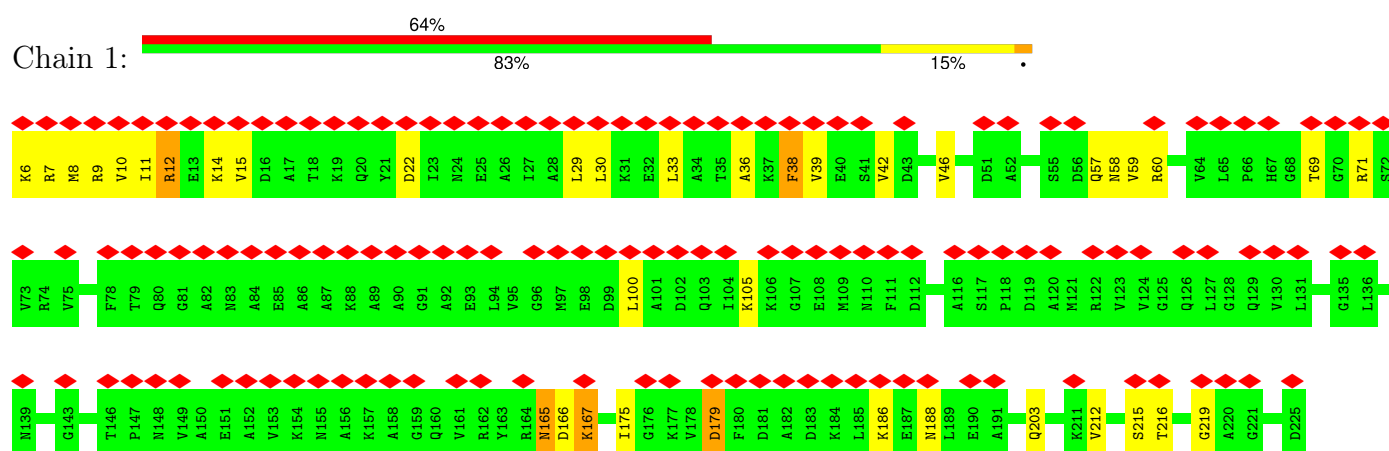 64%
Chain 1:
83% 15% •
K6 R7 M8 R9 V10 I11 R12 E13 K14 V15 D16 A17 T18 K19 Q20 Y21 D22 I23 N24 E25 A26 I27 A28 L29 L30 K31 E32 L33 A34 T35 A36 K37 F38 V39 E40 S41 V42 D43 V46 D51 A52 S55 D56 Q57 N58 V59 R60 V64 L65 P66 H67 G68 T69 G70 R71 S72
V73 R74 V75 F78 T79 Q80 G81 A82 N83 A84 E85 A86 A87 K88 A89 A90 G91 A92 E93 L94 V95 G96 M97 E98 D99 L100 A101 D102 Q103 I104 K105 K106 G107 E108 M109 N110 F111 D112 A116 S117 P118 D119 A120 M121 R122 V123 V124 G125 Q126 L127 G128 Q129 V130 L131 G135 L136
N139 G143 T146 P147 N148 V149 A150 E151 A152 V153 K154 N155 A156 K157 A158 G159 Q160 V161 R162 Y163 R164 N165 D166 K167 I175 G176 K177 V178 D179 F180 D181 A182 D183 K184 L185 K186 E187 N188 L189 E190 A191 Q203 K211 V212 S215 T216 G219 A220 G221 D225